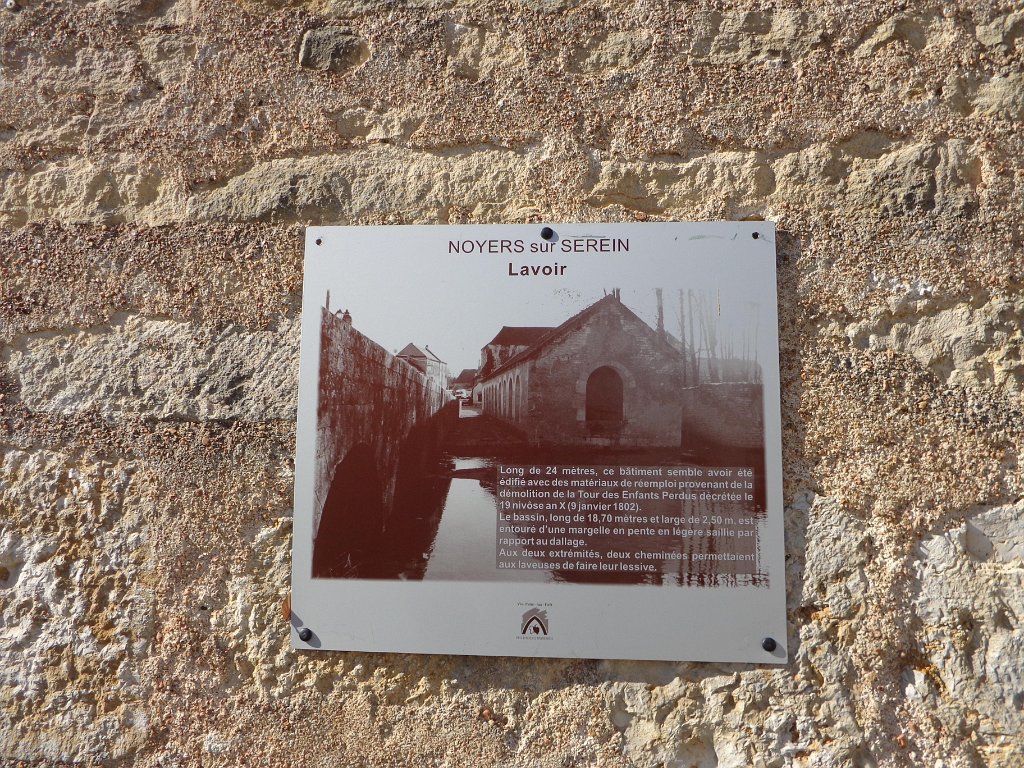 NOYERS sur SEREIN
Lavoir
Long de 24 mètres, ce bâtiment semble avoir été
édifié avec des matériaux de réemploi provenant de la
démolition de la Tour des Enfants Perdus décrétée le
19 nivôse an X (9 janvier 1802).
Le bassin, long de 18,70 mètres et large de 2,50 m. est
entouré d'une margelle en pente en légère saillie par
rapport au dallage.
Aux deux extrémités, deux cheminées permettaient
aux laveuses de faire leur lessive.